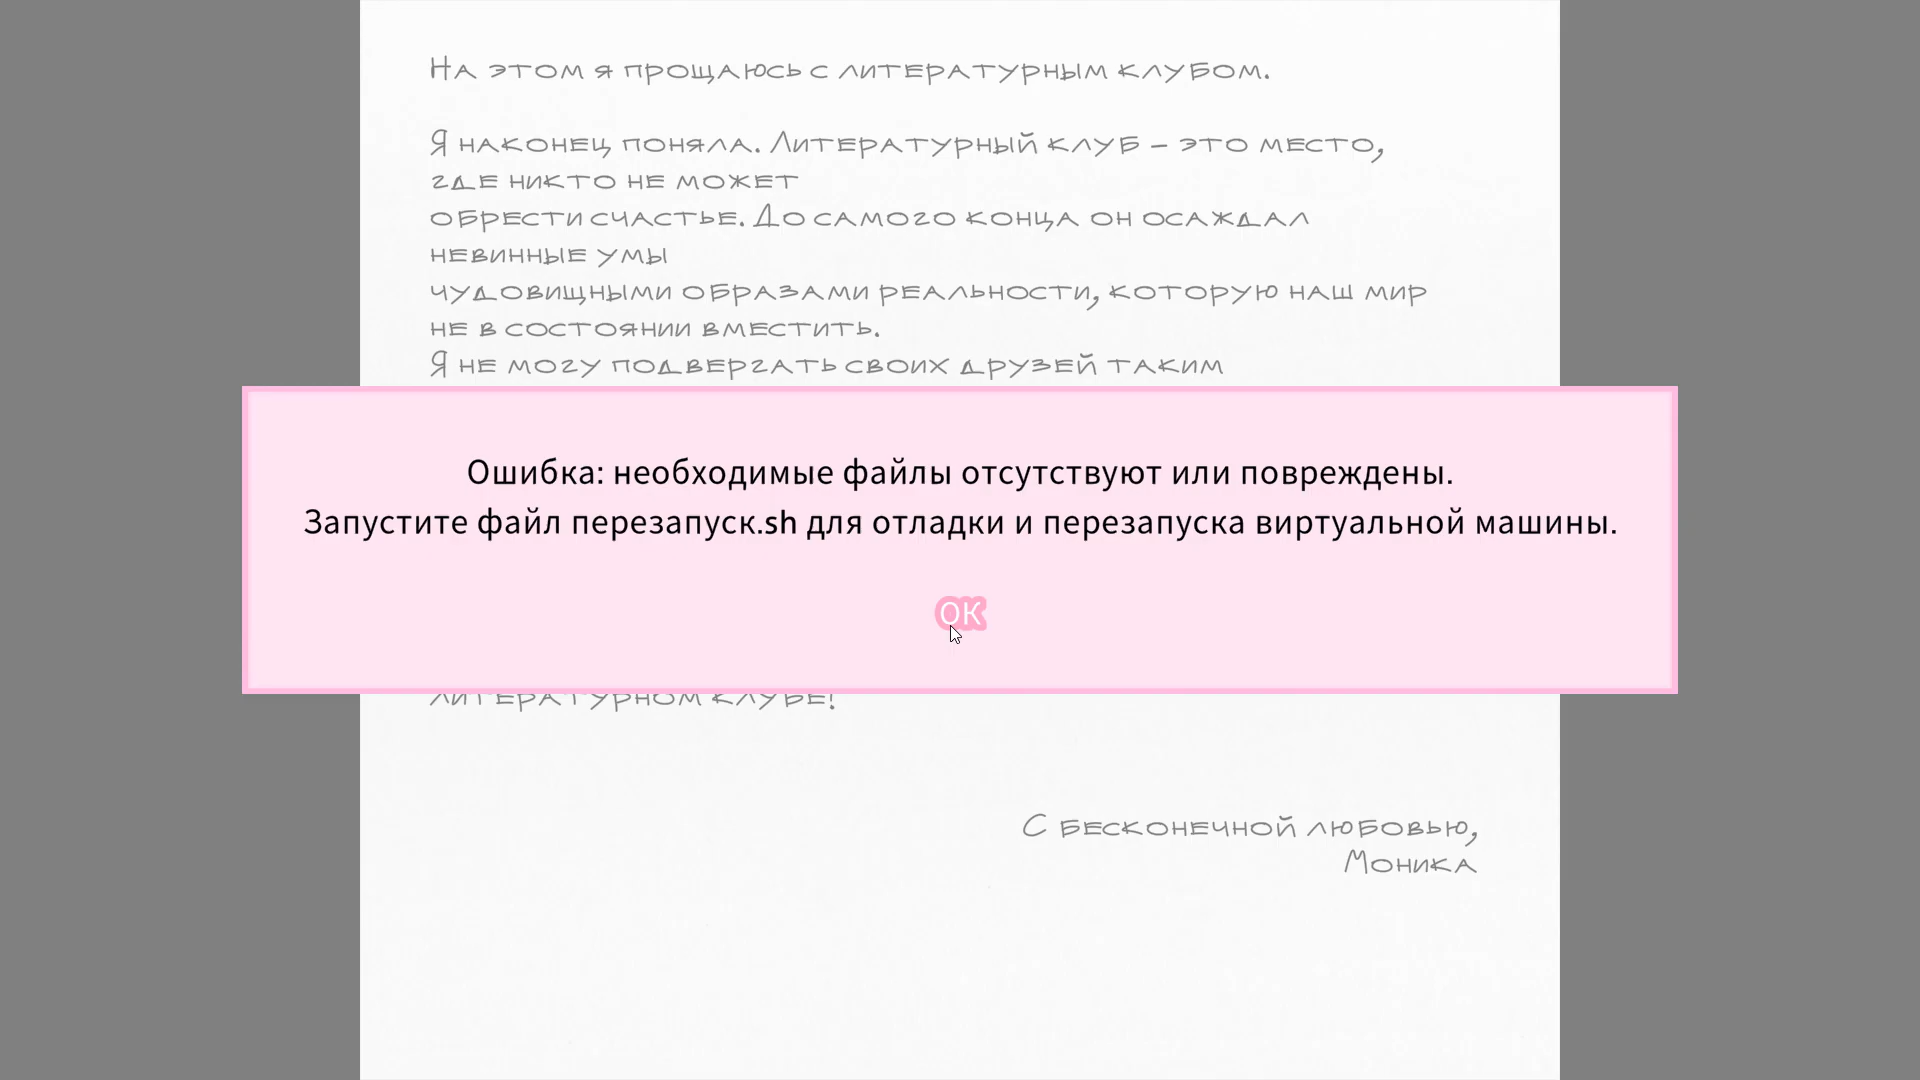 На этом я прощаюсь с литературным клубом.
Я наконец поняла. Литературный клуб – это место,
где никто не может
обрести счастье. До самого конца он осаждал
невинные умы
чудовищными образами реальности, которую наш мир
не в состоянии вместить.
Я не могу подвергать своих друзей таким
Ошибка: необходимые файлы отсутствуют или повреждены.
Запустите файл перезапуск.sh для отладки и перезапуска виртуальной машины.
ОК
литературном клубе!
С бесконечной любовью,
Моника